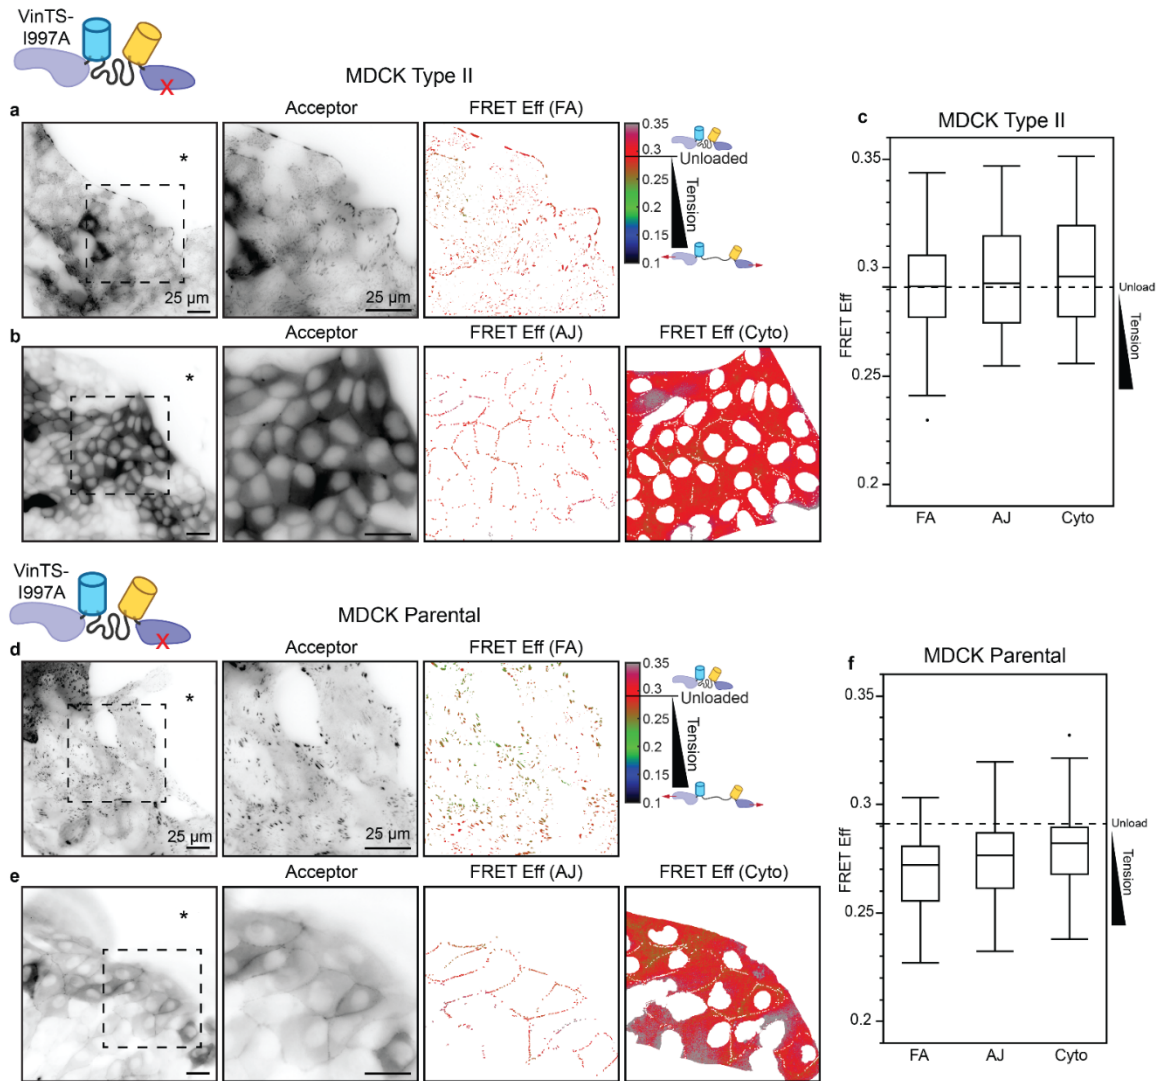 VinTS-
I997A
X
MDCK Type II
a
Acceptor
FRET Eff (FA)
*
25 µm
25 µm
0.35
0.3
0.25
0.2
0.15
0.1
Unloaded
Tension
b
Acceptor
FRET Eff (AJ)
FRET Eff (Cyto)
*
c
MDCK Type II
FRET Eff
0.35
0.3
0.25
0.2
Unload
Tension
FA
AJ
Cyto
VinTS-
I997A
X
MDCK Parental
d
Acceptor
FRET Eff (FA)
*
25 µm
25 µm
0.35
0.3
0.25
0.2
0.15
0.1
Unloaded
Tension
e
Acceptor
FRET Eff (AJ)
FRET Eff (Cyto)
*
f
MDCK Parental
FRET Eff
0.35
0.3
0.25
0.2
Unload
Tension
FA
AJ
Cyto